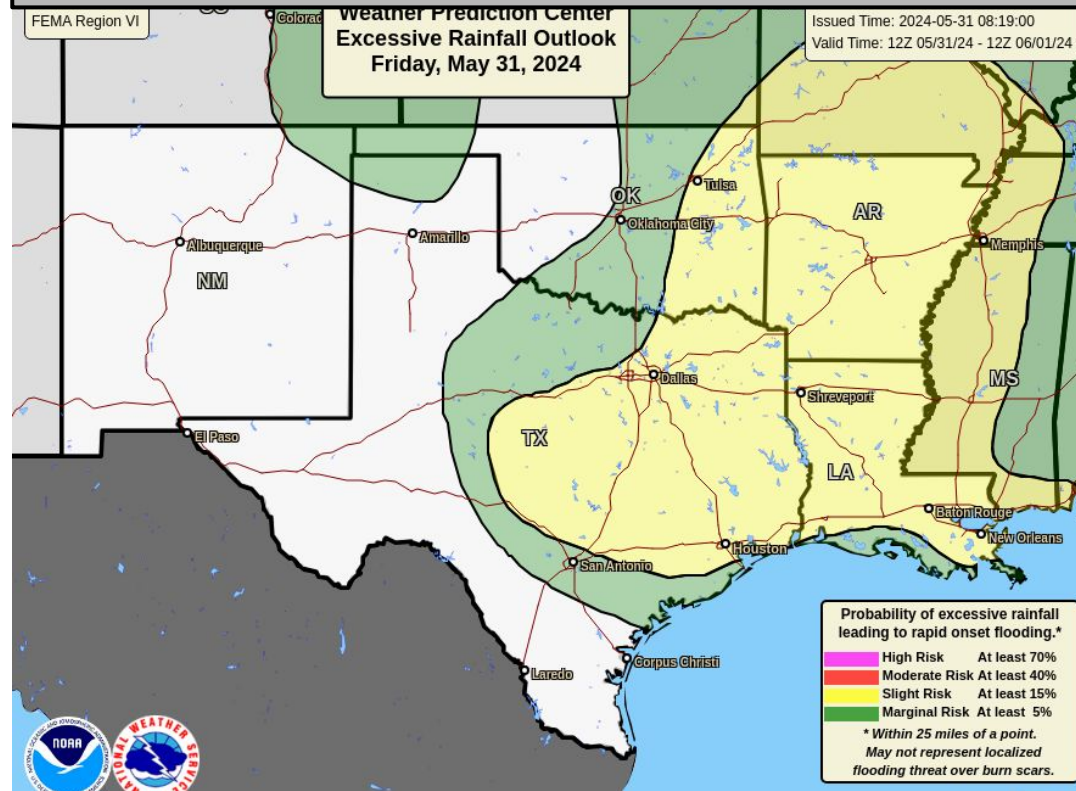 FEMA Region VI
Weather Prediction Center
Excessive Rainfall Outlook
Friday, May 31, 2024
Issued Time: 2024-05-31 08:19:00
Valid Time: 12Z 05/31/24 - 12Z 06/01/24
Tulsa
OK
Oklahoma City
AR
Albuquerque
Amarillo
Memphis
NM
Dallas
MS
Shreveport
El Paso
TX
LA
Baton Rouge
New Orleans
Houston
San Antonio
Corpus Christi
Laredo
Probability of excessive rainfall
leading to rapid onset flooding.*
High Risk At least 70%
Moderate Risk At least 40%
Slight Risk At least 15%
Marginal Risk At least 5%
* Within 25 miles of a point.
May not represent localized
flooding threat over burn scars.
NOAA
NATIONAL WEATHER SERVICE